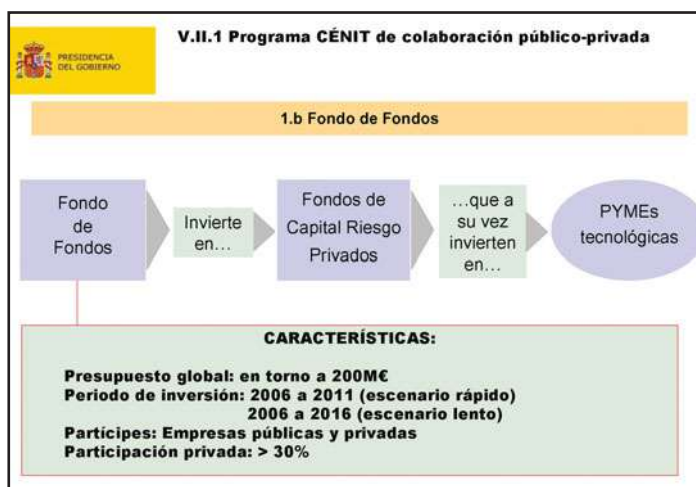 V.II.1 Programa CÉNIT de colaboración público-privada
PRESIDENCIA
DEL GOBIERNO
1.b Fondo de Fondos
Fondo
de
Fondos
Invierte
en…
Fondos de
Capital Riesgo
Privados
…que a
su vez
invierten
en…
PYMEs
tecnológicas
CARACTERÍSTICAS:
Presupuesto global: en torno a 200M€
Periodo de inversión: 2006 a 2011 (escenario rápido)
2006 a 2016 (escenario lento)
Partícipes: Empresas públicas y privadas
Participación privada: > 30%